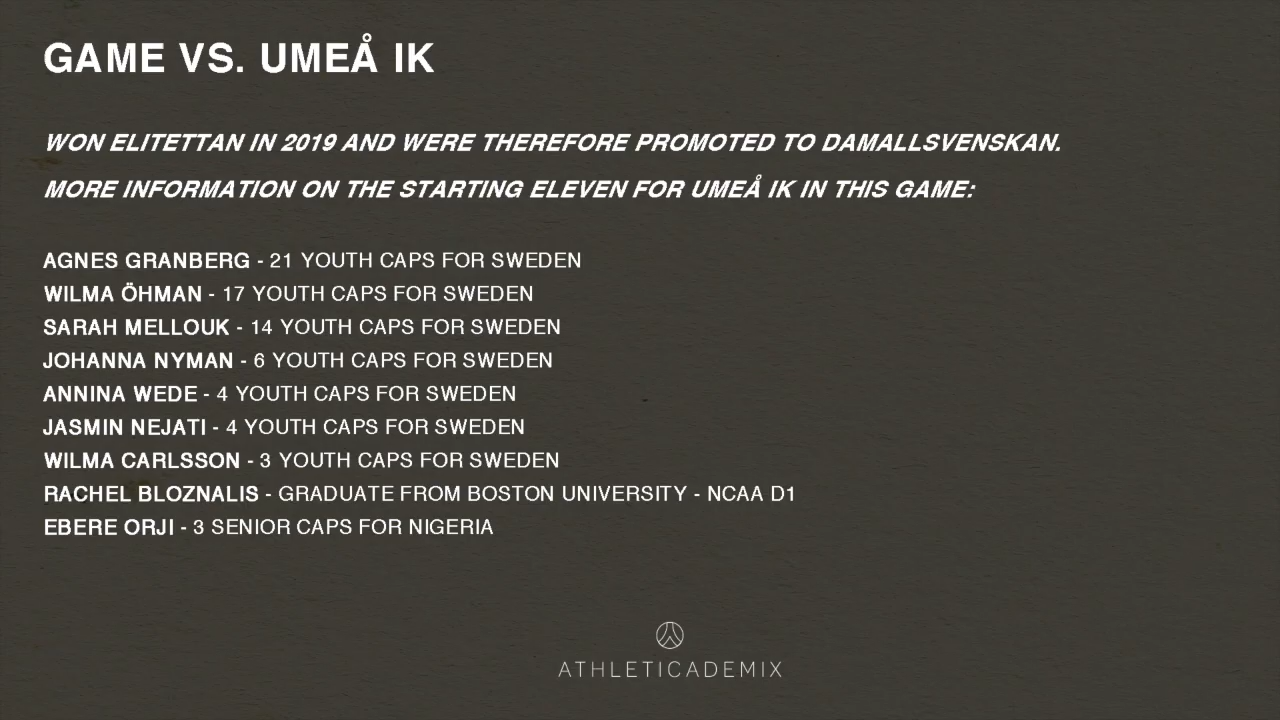 GAME VS. UMEÅ IK
WON ELITETTAN IN 2019 AND WERE THEREFORE PROMOTED TO DAMALLSVENSKAN.
MORE INFORMATION ON THE STARTING ELEVEN FOR UMEÅ IK IN THIS GAME:
AGNES GRANBERG - 21 YOUTH CAPS FOR SWEDEN
WILMA ÖHMAN - 17 YOUTH CAPS FOR SWEDEN
SARAH MELLOUK - 14 YOUTH CAPS FOR SWEDEN
JOHANNA NYMAN - 6 YOUTH CAPS FOR SWEDEN
ANNINA WEDE - 4 YOUTH CAPS FOR SWEDEN
JASMIN NEJATI - 4 YOUTH CAPS FOR SWEDEN
WILMA CARLSSON - 3 YOUTH CAPS FOR SWEDEN
RACHEL BLOZNALIS - GRADUATE FROM BOSTON UNIVERSITY - NCAA D1
EBERE ORJI - 3 SENIOR CAPS FOR NIGERIA
ATHLETICADEMIX